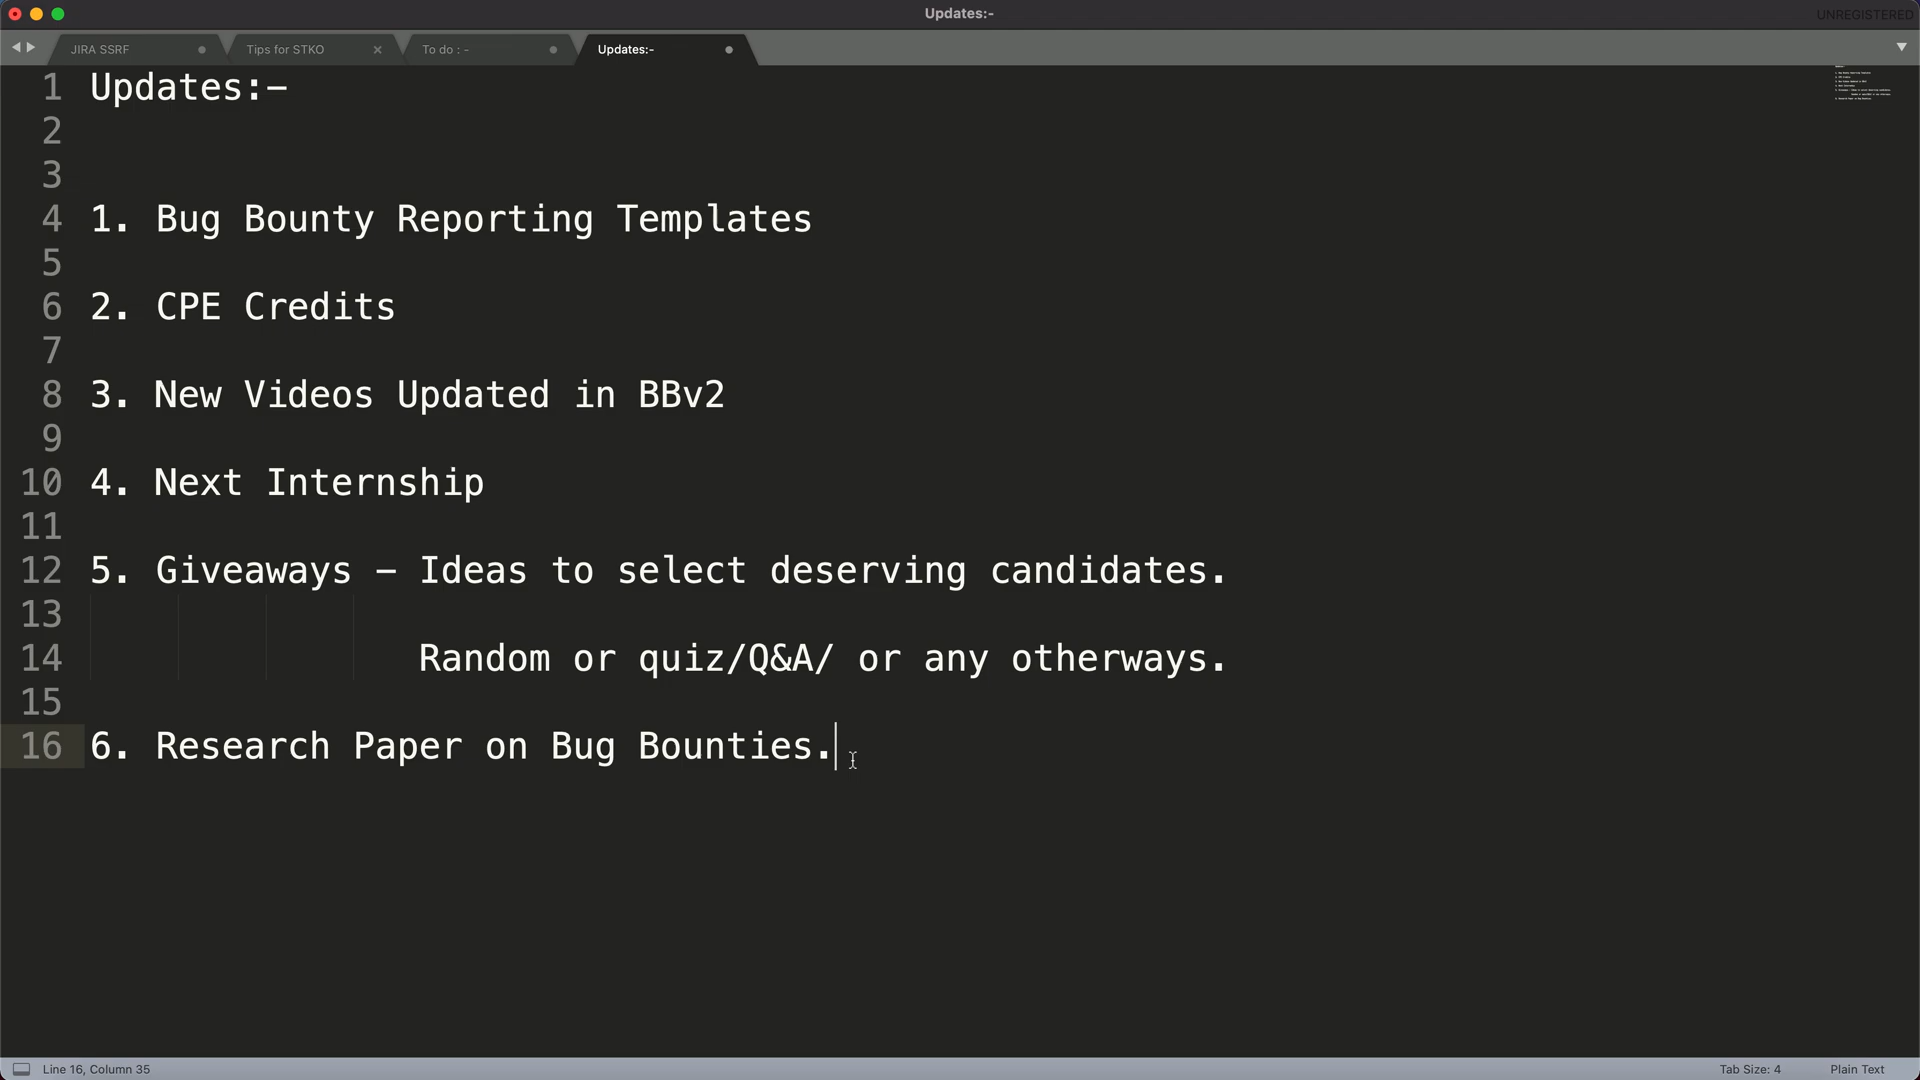 Updates:-
UNREGISTERED
JIRA SSRF
Tips for STKO
To do : -
Updates:-
1 Updates:-
2
3
4 1. Bug Bounty Reporting Templates
5
6 2. CPE Credits
7
8 3. New Videos Updated in BBv2
9
10 4. Next Internship
11
12 5. Giveaways - Ideas to select deserving candidates.
13
14 Random or quiz/Q&A/ or any otherways.
15
16 6. Research Paper on Bug Bounties.
Line 16, Column 35
Tab Size: 4
Plain Text